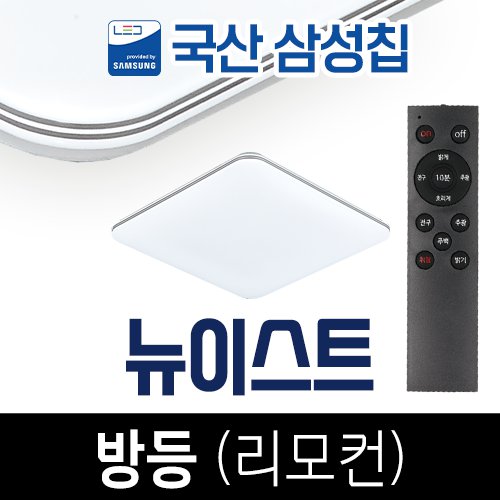 LED
provided by
SAMSUNG
국산 삼성칩
on off
밝게
전구 10분 주광
흐리게
전구 주광
주백
취침 밝기
뉴이스트
방등 (리모컨)